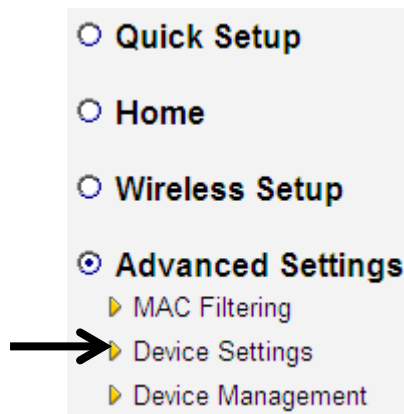 Quick Setup
Home
Wireless Setup
Advanced Settings
MAC Filtering
Device Settings
Device Management